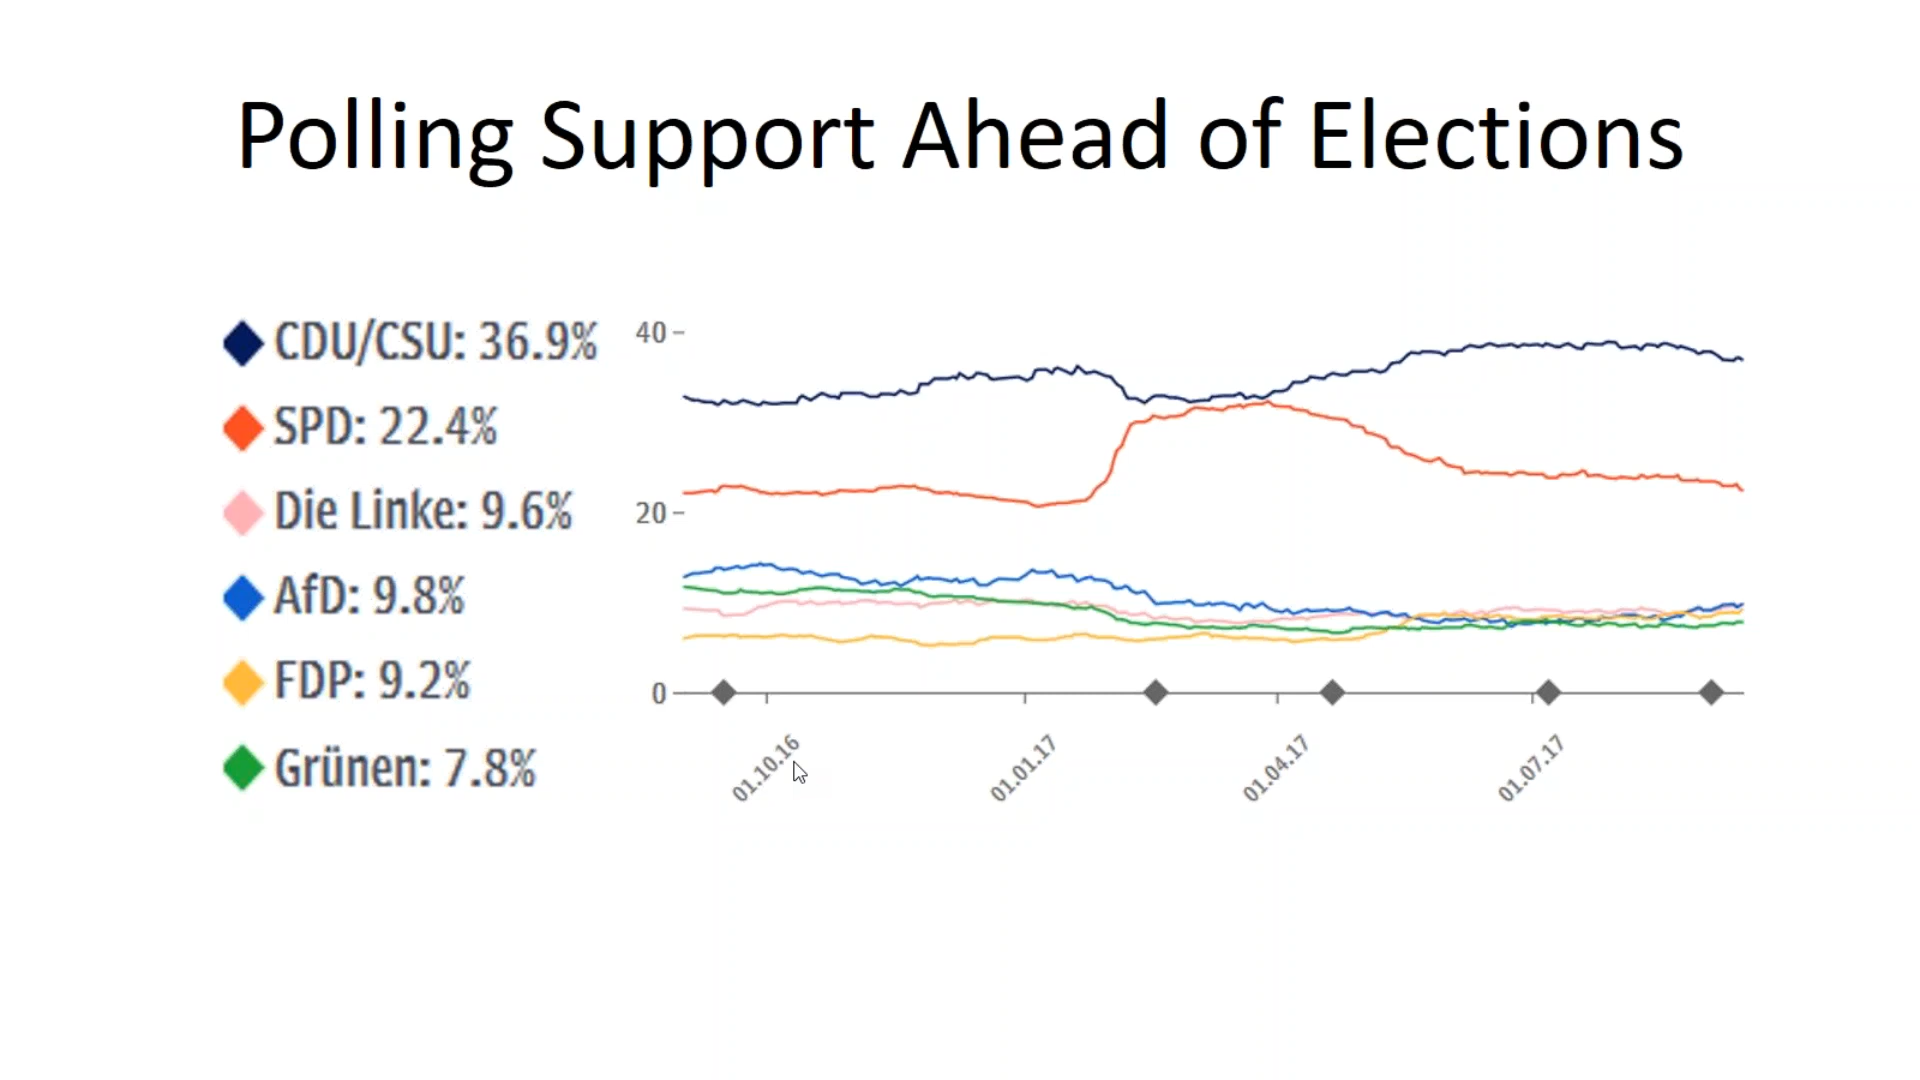 Polling Support Ahead of Elections
CDU/CSU: 36.9%
SPD: 22.4%
Die Linke: 9.6%
AfD: 9.8%
FDP: 9.2%
Grünen: 7.8%
40
20
0
01.10.16
01.01.17
01.04.17
01.07.17